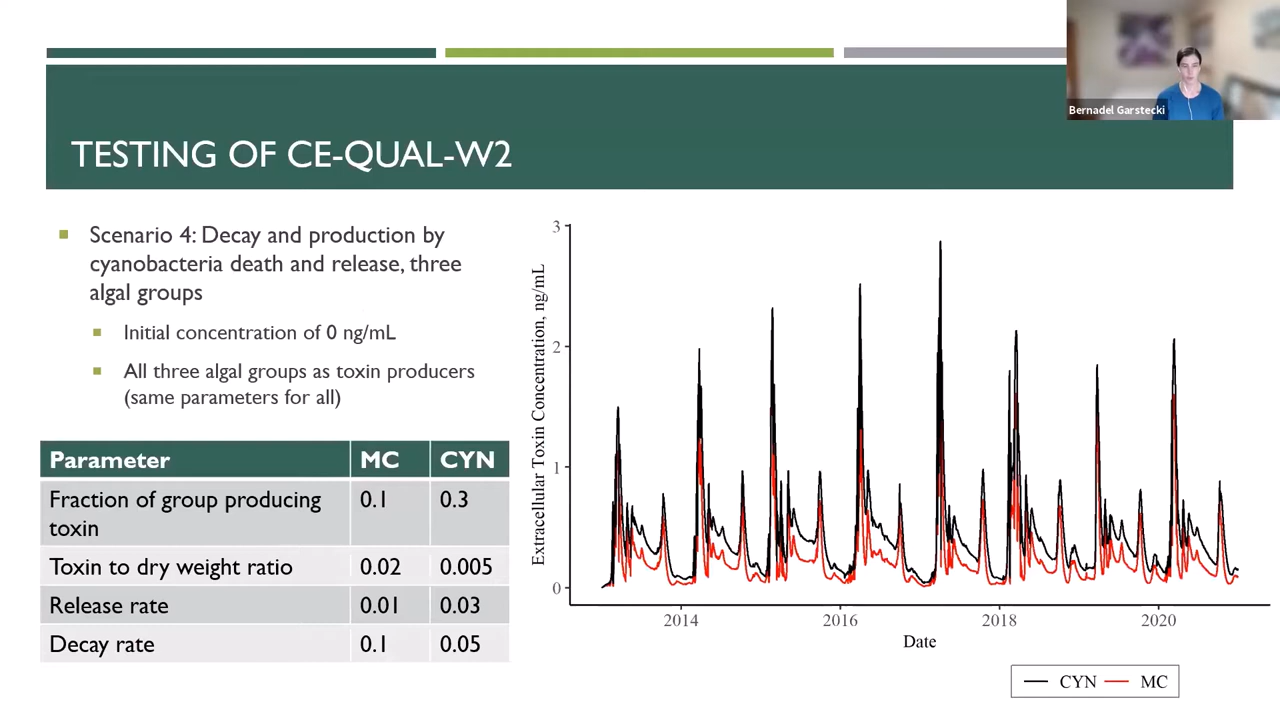 Bernadel Garstecki
TESTING OF CE-QUAL-W2
Scenario 4: Decay and production by
cyanobacteria death and release, three
algal groups
Initial concentration of 0 ng/mL
All three algal groups as toxin producers
(same parameters for all)
Parameter MC CYN
Fraction of group producing 0.1 0.3
toxin
Toxin to dry weight ratio 0.02 0.005
Release rate 0.01 0.03
Decay rate 0.1 0.05
Extracellular Toxin Concentration, ng/mL
3
2
1
0
2014 2016 2018 2020
Date
CYN MC